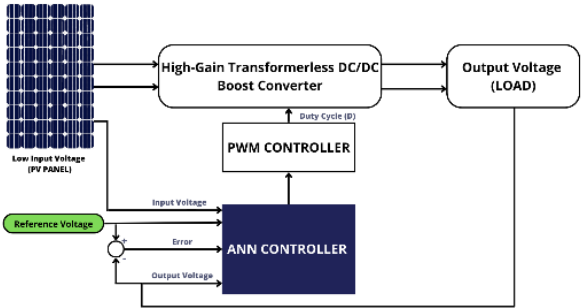 High-Gain Transformerless DC/DC
Boost Converter
Output Voltage
(LOAD)
Duty Cycle (D)
PWM CONTROLLER
Low Input Voltage
(PV PANEL)
Input Voltage
Reference Voltage
+
Error
-
ANN CONTROLLER
Output Voltage